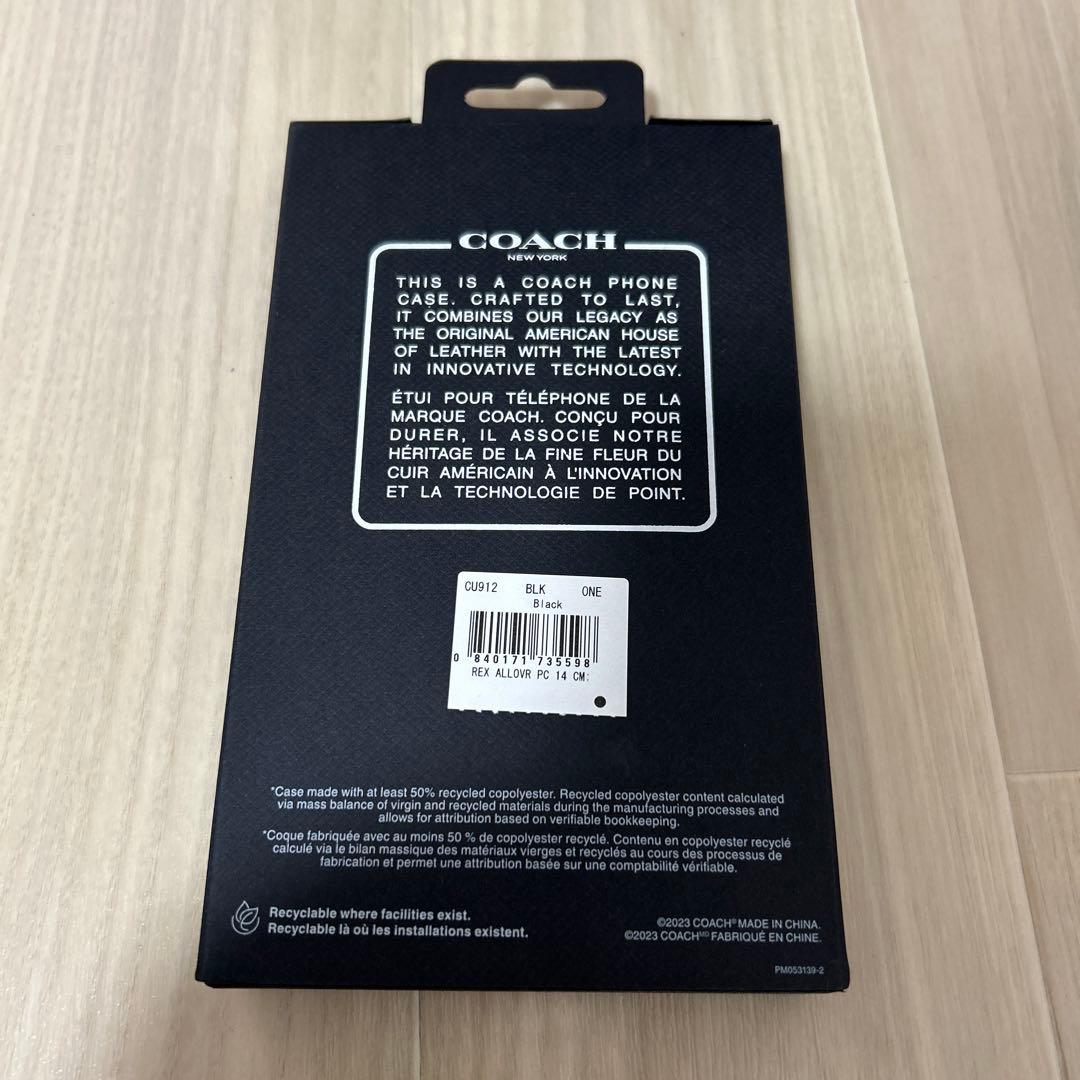 COACH
NEW YORK
THIS IS A COACH PHONE
CASE. CRAFTED TO LAST,
IT COMBINES OUR LEGACY AS
THE ORIGINAL AMERICAN HOUSE
OF LEATHER WITH THE LATEST
IN INNOVATIVE TECHNOLOGY.
ÉTUI POUR TÉLÉPHONE DE LA
MARQUE COACH. CONÇU POUR
DURER, IL ASSOCIE NOTRE
HÉRITAGE DE LA FINE FLEUR DU
CUIR AMÉRICAIN À L'INNOVATION
ET LA TECHNOLOGIE DE POINT.
CU912 BLK ONE
Black
0 840171 735598
REX ALLOVR PC 14 CM:
*Case made with at least 50% recycled copolyester. Recycled copolyester content calculated
via mass balance of virgin and recycled materials during the manufacturing processes and
allows for attribution based on verifiable bookkeeping.
*Coque fabriquée avec au moins 50 % de copolyester recyclé. Contenu en copolyester recyclé
calculé via le bilan massique des matériaux vierges et recyclés au cours des processus de
fabrication et permet une attribution basée sur une comptabilité vérifiable.
Recyclable where facilities exist.
Recyclable là où les installations existent.
©2023 COACH® MADE IN CHINA.
©2023 COACH MD FABRIQUÉ EN CHINE.
PM053139-2